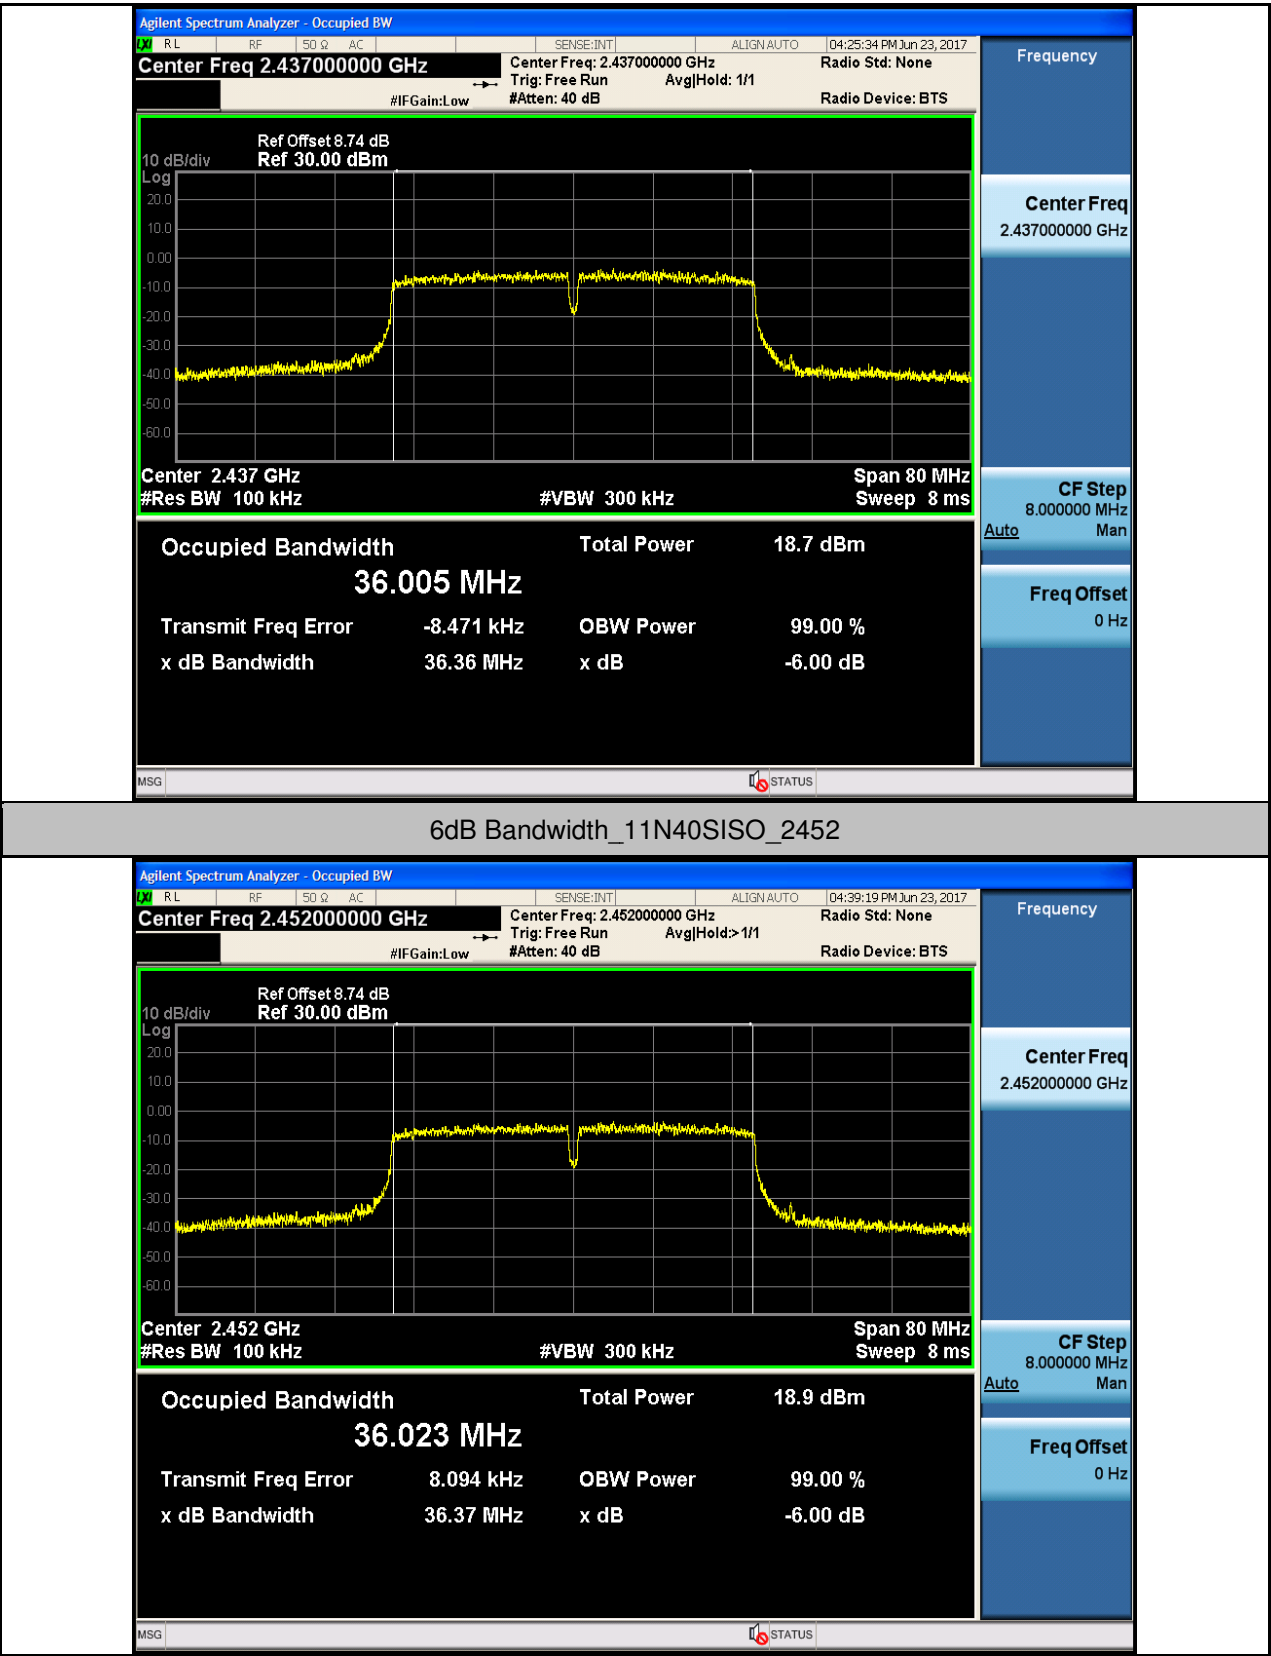 Agilent Spectrum Analyzer - Occupied BW
LXI RL RF 50 Ω AC SENSE:INT ALIGN AUTO 04:25:34 PM Jun 23, 2017
Center Freq 2.437000000 GHz
Center Freq: 2.437000000 GHz Radio Std: None
Trig: Free Run Avg|Hold: 1/1
#IFGain:Low #Atten: 40 dB Radio Device: BTS
Frequency
Ref Offset 8.74 dB
10 dB/div Ref 30.00 dBm
Log
20.0
10.0
0.00
-10.0
-20.0
-30.0
-40.0
-50.0
-60.0
Center 2.437 GHz Span 80 MHz
#Res BW 100 kHz #VBW 300 kHz Sweep 8 ms
Occupied Bandwidth Total Power 18.7 dBm
36.005 MHz
Transmit Freq Error -8.471 kHz OBW Power 99.00 %
x dB Bandwidth 36.36 MHz x dB -6.00 dB
Center Freq
2.437000000 GHz
CF Step
8.000000 MHz
Auto Man
Freq Offset
0 Hz
MSG STATUS
6dB Bandwidth_11N40SISO_2452
Agilent Spectrum Analyzer - Occupied BW
LXI RL RF 50 Ω AC SENSE:INT ALIGN AUTO 04:39:19 PM Jun 23, 2017
Center Freq 2.452000000 GHz
Center Freq: 2.452000000 GHz Radio Std: None
Trig: Free Run Avg|Hold:>1/1
#IFGain:Low #Atten: 40 dB Radio Device: BTS
Frequency
Ref Offset 8.74 dB
10 dB/div Ref 30.00 dBm
Log
20.0
10.0
0.00
-10.0
-20.0
-30.0
-40.0
-50.0
-60.0
Center 2.452 GHz Span 80 MHz
#Res BW 100 kHz #VBW 300 kHz Sweep 8 ms
Occupied Bandwidth Total Power 18.9 dBm
36.023 MHz
Transmit Freq Error 8.094 kHz OBW Power 99.00 %
x dB Bandwidth 36.37 MHz x dB -6.00 dB
Center Freq
2.452000000 GHz
CF Step
8.000000 MHz
Auto Man
Freq Offset
0 Hz
MSG STATUS